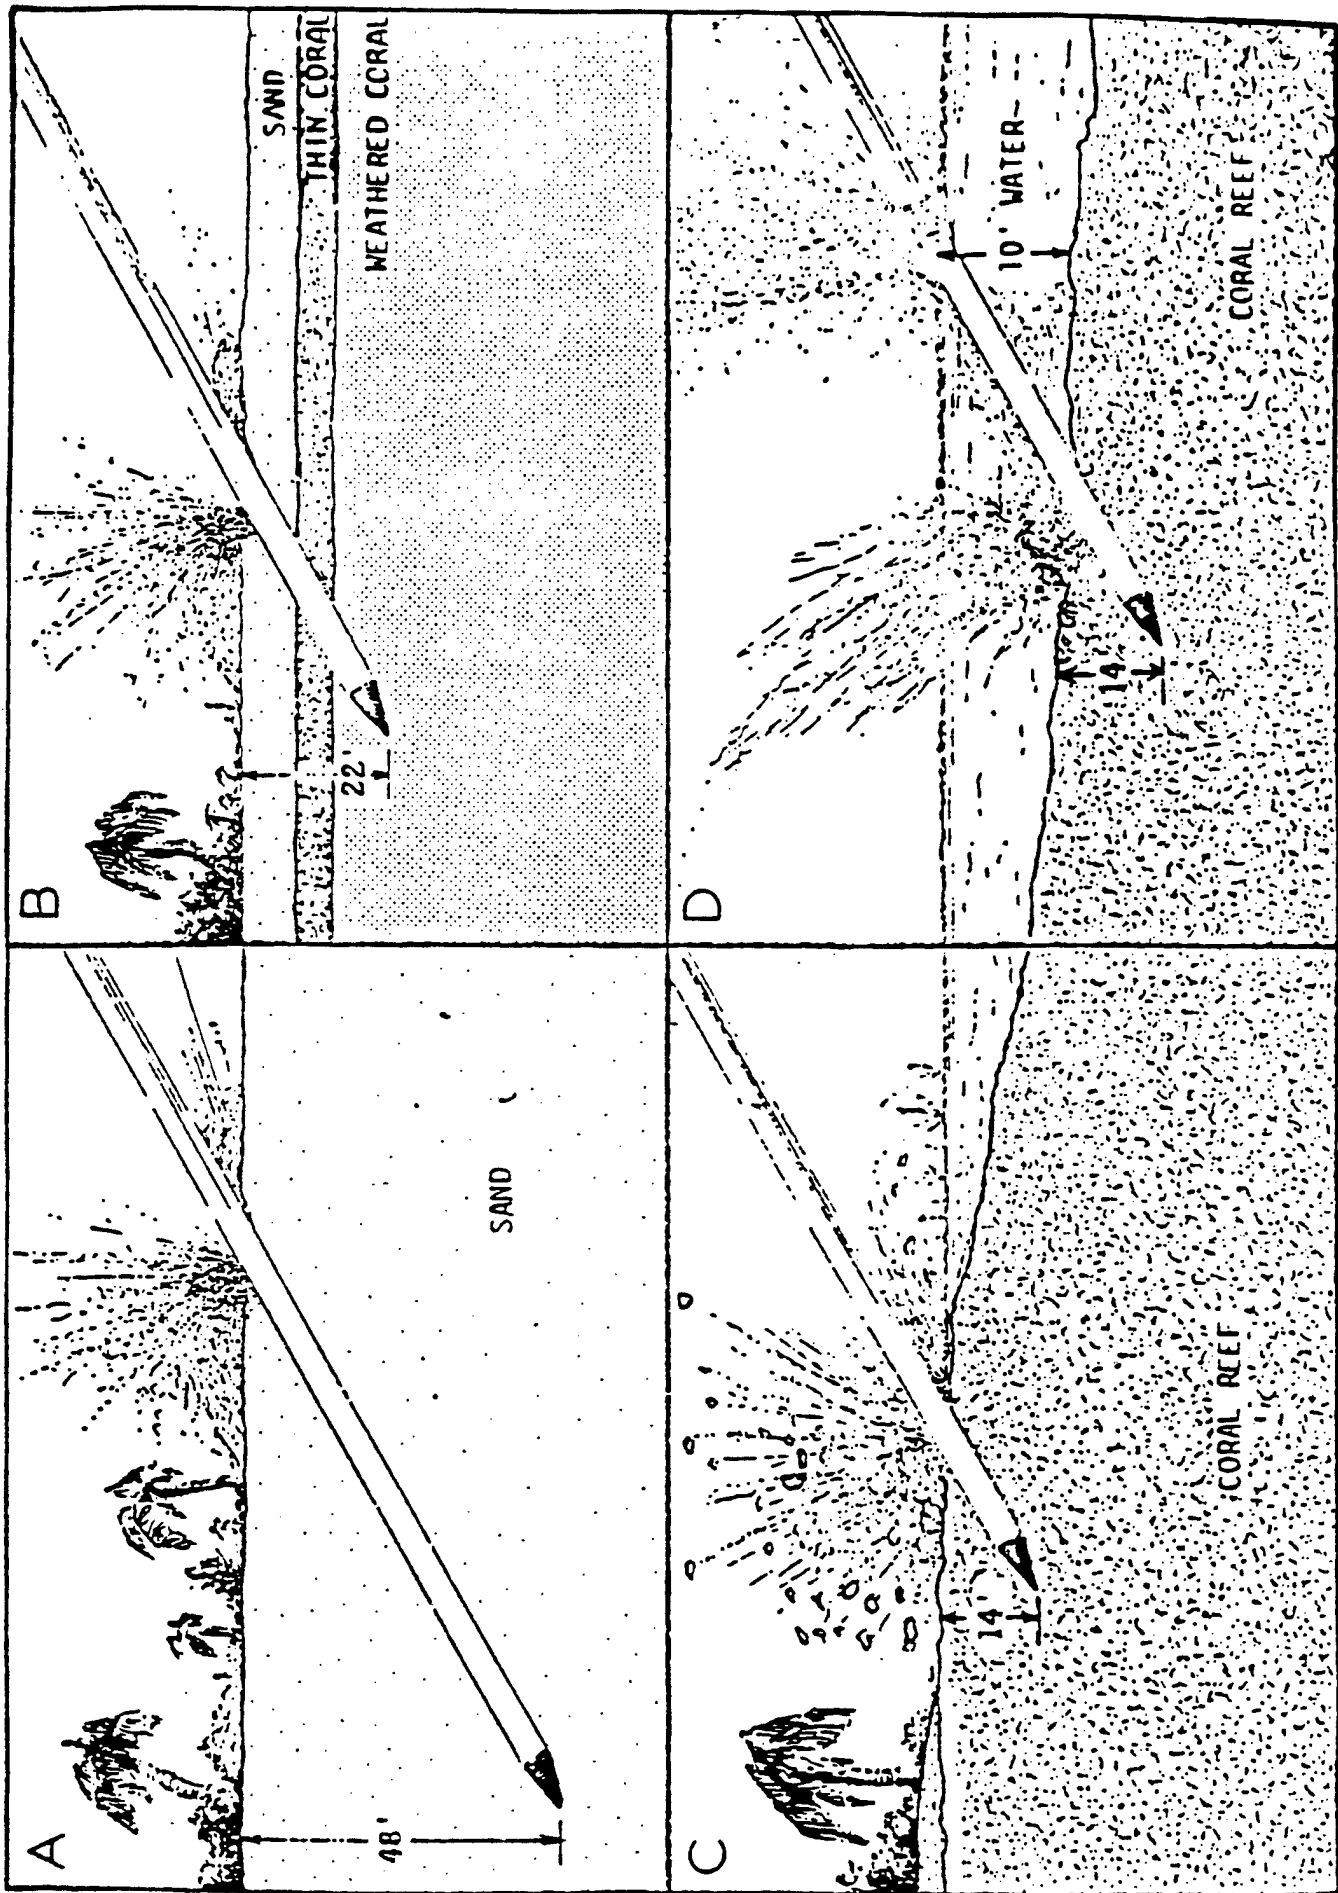 A
48'
SAND
B
22'
SAND
THIN CORAL
WEATHERED CCRAL
C
14'
CORAL REEF
D
14'
10' WATER
CORAL REEF